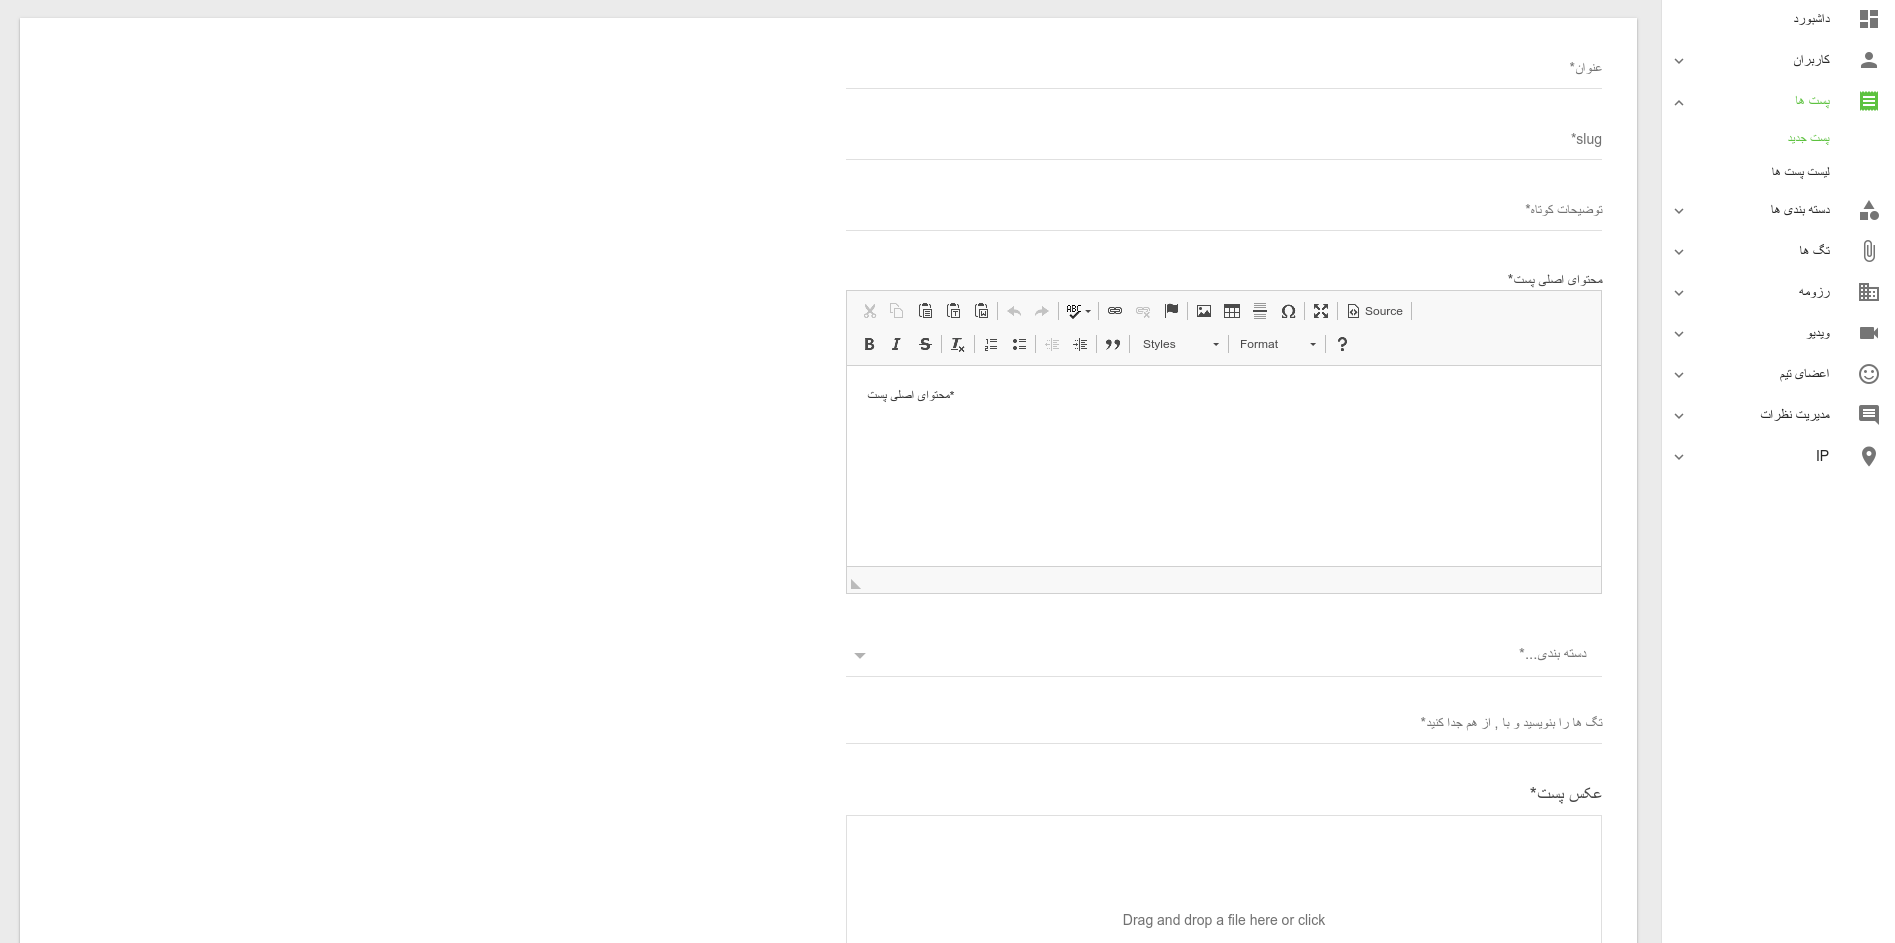 داشبورد
کاربران
پست ها
پست جدید
لیست پست ها
دسته بندی ها
تگ ها
رزومه
ویدیو
اعضای تیم
مدیریت نظرات
IP
عنوان*
slug*
توضیحات کوتاه*
محتوای اصلی پست*
Source
Styles Format
محتوای اصلی پست*
دسته بندی...*
تگ ها را بنویسید و با , از هم جدا کنید*
عکس پست*
Drag and drop a file here or click